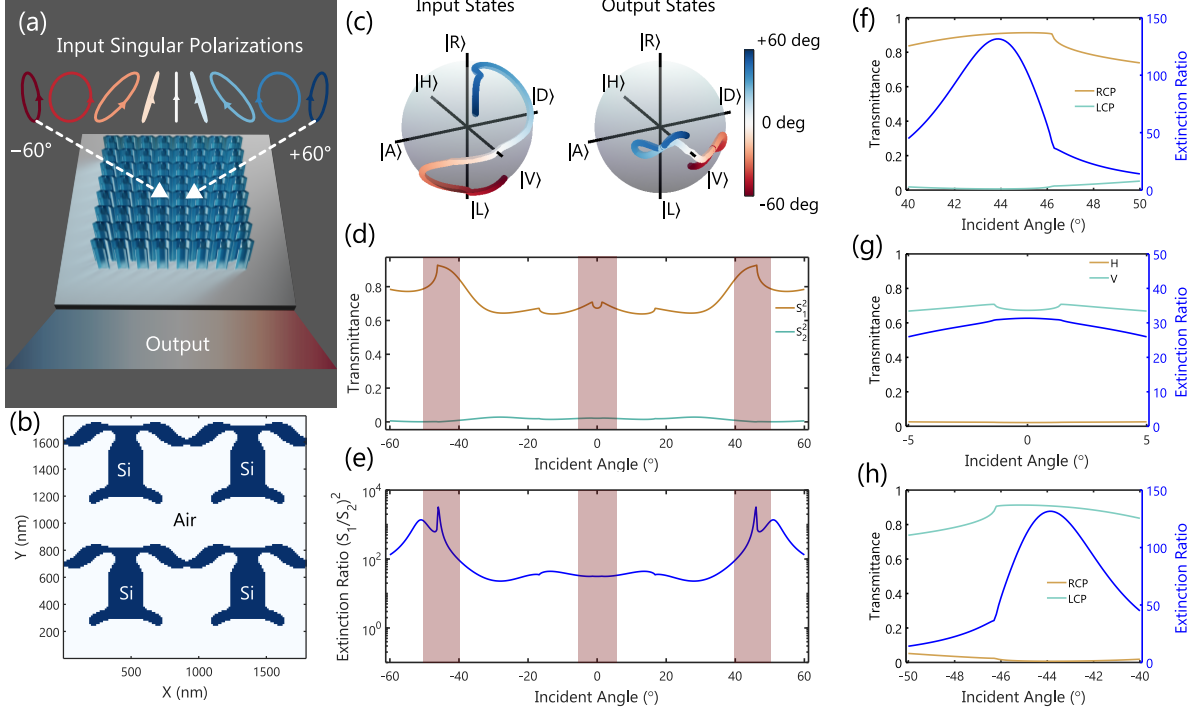 (a)
Input Singular Polarizations
−60°
+60°
Output
(b)
1600
1400
1200
1000
800
600
400
200
Y (nm)
Si
Si
Air
Si
Si
500
1000
1500
X (nm)
(c)
Input States
Output States
|R⟩
|H⟩
|D⟩
|A⟩
|V⟩
|L⟩
|R⟩
|H⟩
|D⟩
|A⟩
|V⟩
|L⟩
+60 deg
0 deg
-60 deg
(d)
Transmittance
0.8
0.6
0.4
0.2
0
S₁²
S₂²
-60 -40 -20 0 20 40 60
Incident Angle (°)
(e)
Extinction Ratio (S₁/S₂)²
10⁴
10²
10⁰
-60 -40 -20 0 20 40 60
Incident Angle (°)
(f)
Transmittance
1
0.8
0.6
0.4
0.2
0
RCP
LCP
150
100
50
0
Extinction Ratio
40 42 44 46 48 50
Incident Angle (°)
(g)
Transmittance
1
0.8
0.6
0.4
0.2
0
H
V
50
40
30
20
10
0
Extinction Ratio
-5 0 5
Incident Angle (°)
(h)
Transmittance
1
0.8
0.6
0.4
0.2
0
RCP
LCP
150
100
50
0
Extinction Ratio
-50 -48 -46 -44 -42 -40
Incident Angle (°)